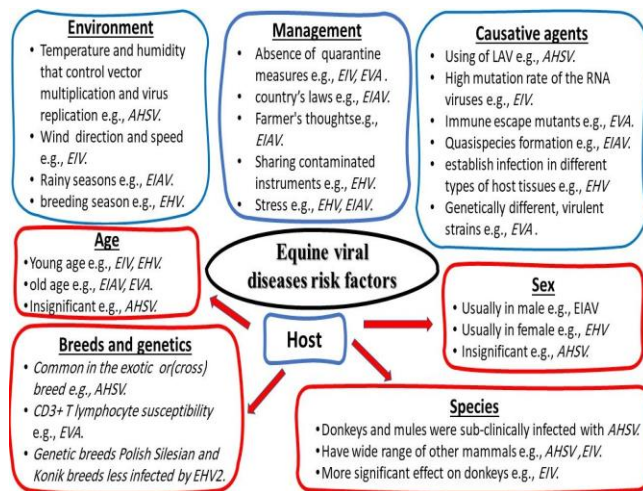 Environment
• Temperature and humidity
that control vector
multiplication and virus
replication e.g., AHSV.
• Wind direction and speed
e.g., EIV.
• Rainy seasons e.g., EIAV.
• breeding season e.g., EHV.
Management
• Absence of quarantine
measures e.g., EIV, EVA .
• country's laws e.g., EIAV.
• Farmer's thoughtse.g.,
EIAV.
• Sharing contaminated
instruments e.g., EHV.
• Stress e.g., EHV, EIAV.
Causative agents
• Using of LAV e.g., AHSV.
• High mutation rate of the RNA
viruses e.g., EIV.
• Immune escape mutants e.g., EVA.
• Quasispecies formation e.g., EIAV.
• establish infection in different
types of host tissues e.g., EHV
• Genetically different, virulent
strains e.g., EVA .
Age
•Young age e.g., EIV, EHV.
•old age e.g., EIAV, EVA.
•Insignificant e.g., AHSV.
Equine viral
diseases risk factors
Host
Sex
• Usually in male e.g., EIAV
• Usually in female e.g., EHV
• Insignificant e.g., AHSV.
Breeds and genetics
• Common in the exotic or(cross)
breed e.g., AHSV.
• CD3+ T lymphocyte susceptibility
e.g., EVA.
• Genetic breeds Polish Silesian and
Konik breeds less infected by EHV2.
Species
•Donkeys and mules were sub-clinically infected with AHSV.
•Have wide range of other mammals e.g., AHSV ,EIV.
•More significant effect on donkeys e.g., EIV.